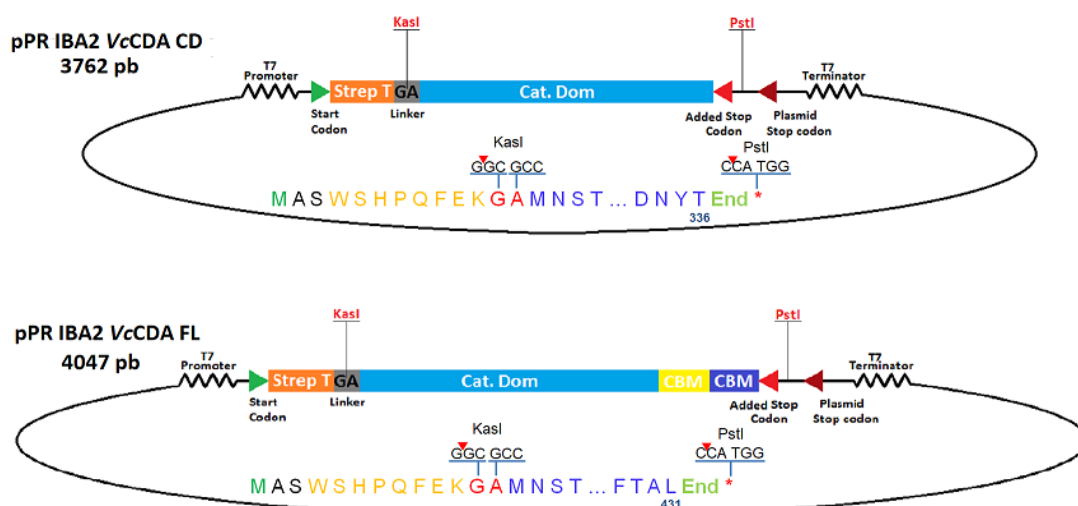 KasI
PstI
pPR IBA2 VcCDA CD
3762 pb
T7
Promoter
T7
Terminator
Strep T GA Cat. Dom
Start
Codon
Linker
Added Stop
Codon
Plasmid
Stop codon
KasI
PstI
GGC GCC
CCA TGG
M A S W S H P Q F E K G A M N S T ... D N Y T End *
336
KasI
PstI
pPR IBA2 VcCDA FL
4047 pb
T7
Promoter
T7
Terminator
Strep T GA Cat. Dom CBM CBM
Start
Codon
Linker
Added Stop
Codon
Plasmid
Stop codon
KasI
PstI
GGC GCC
CCA TGG
M A S W S H P Q F E K G A M N S T ... F T A L End *
431